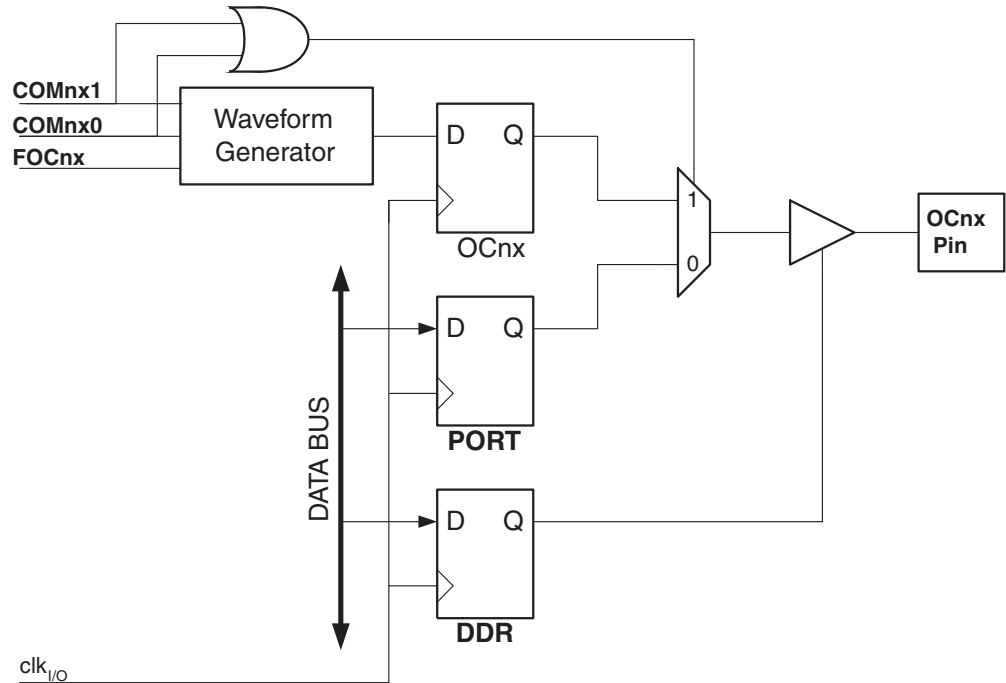 COMnx1
COMnx0
FOCnx
Waveform
Generator
D Q
OCnx
1
0
OCnx
Pin
D Q
PORT
DATA BUS
D Q
DDR
clkI/O